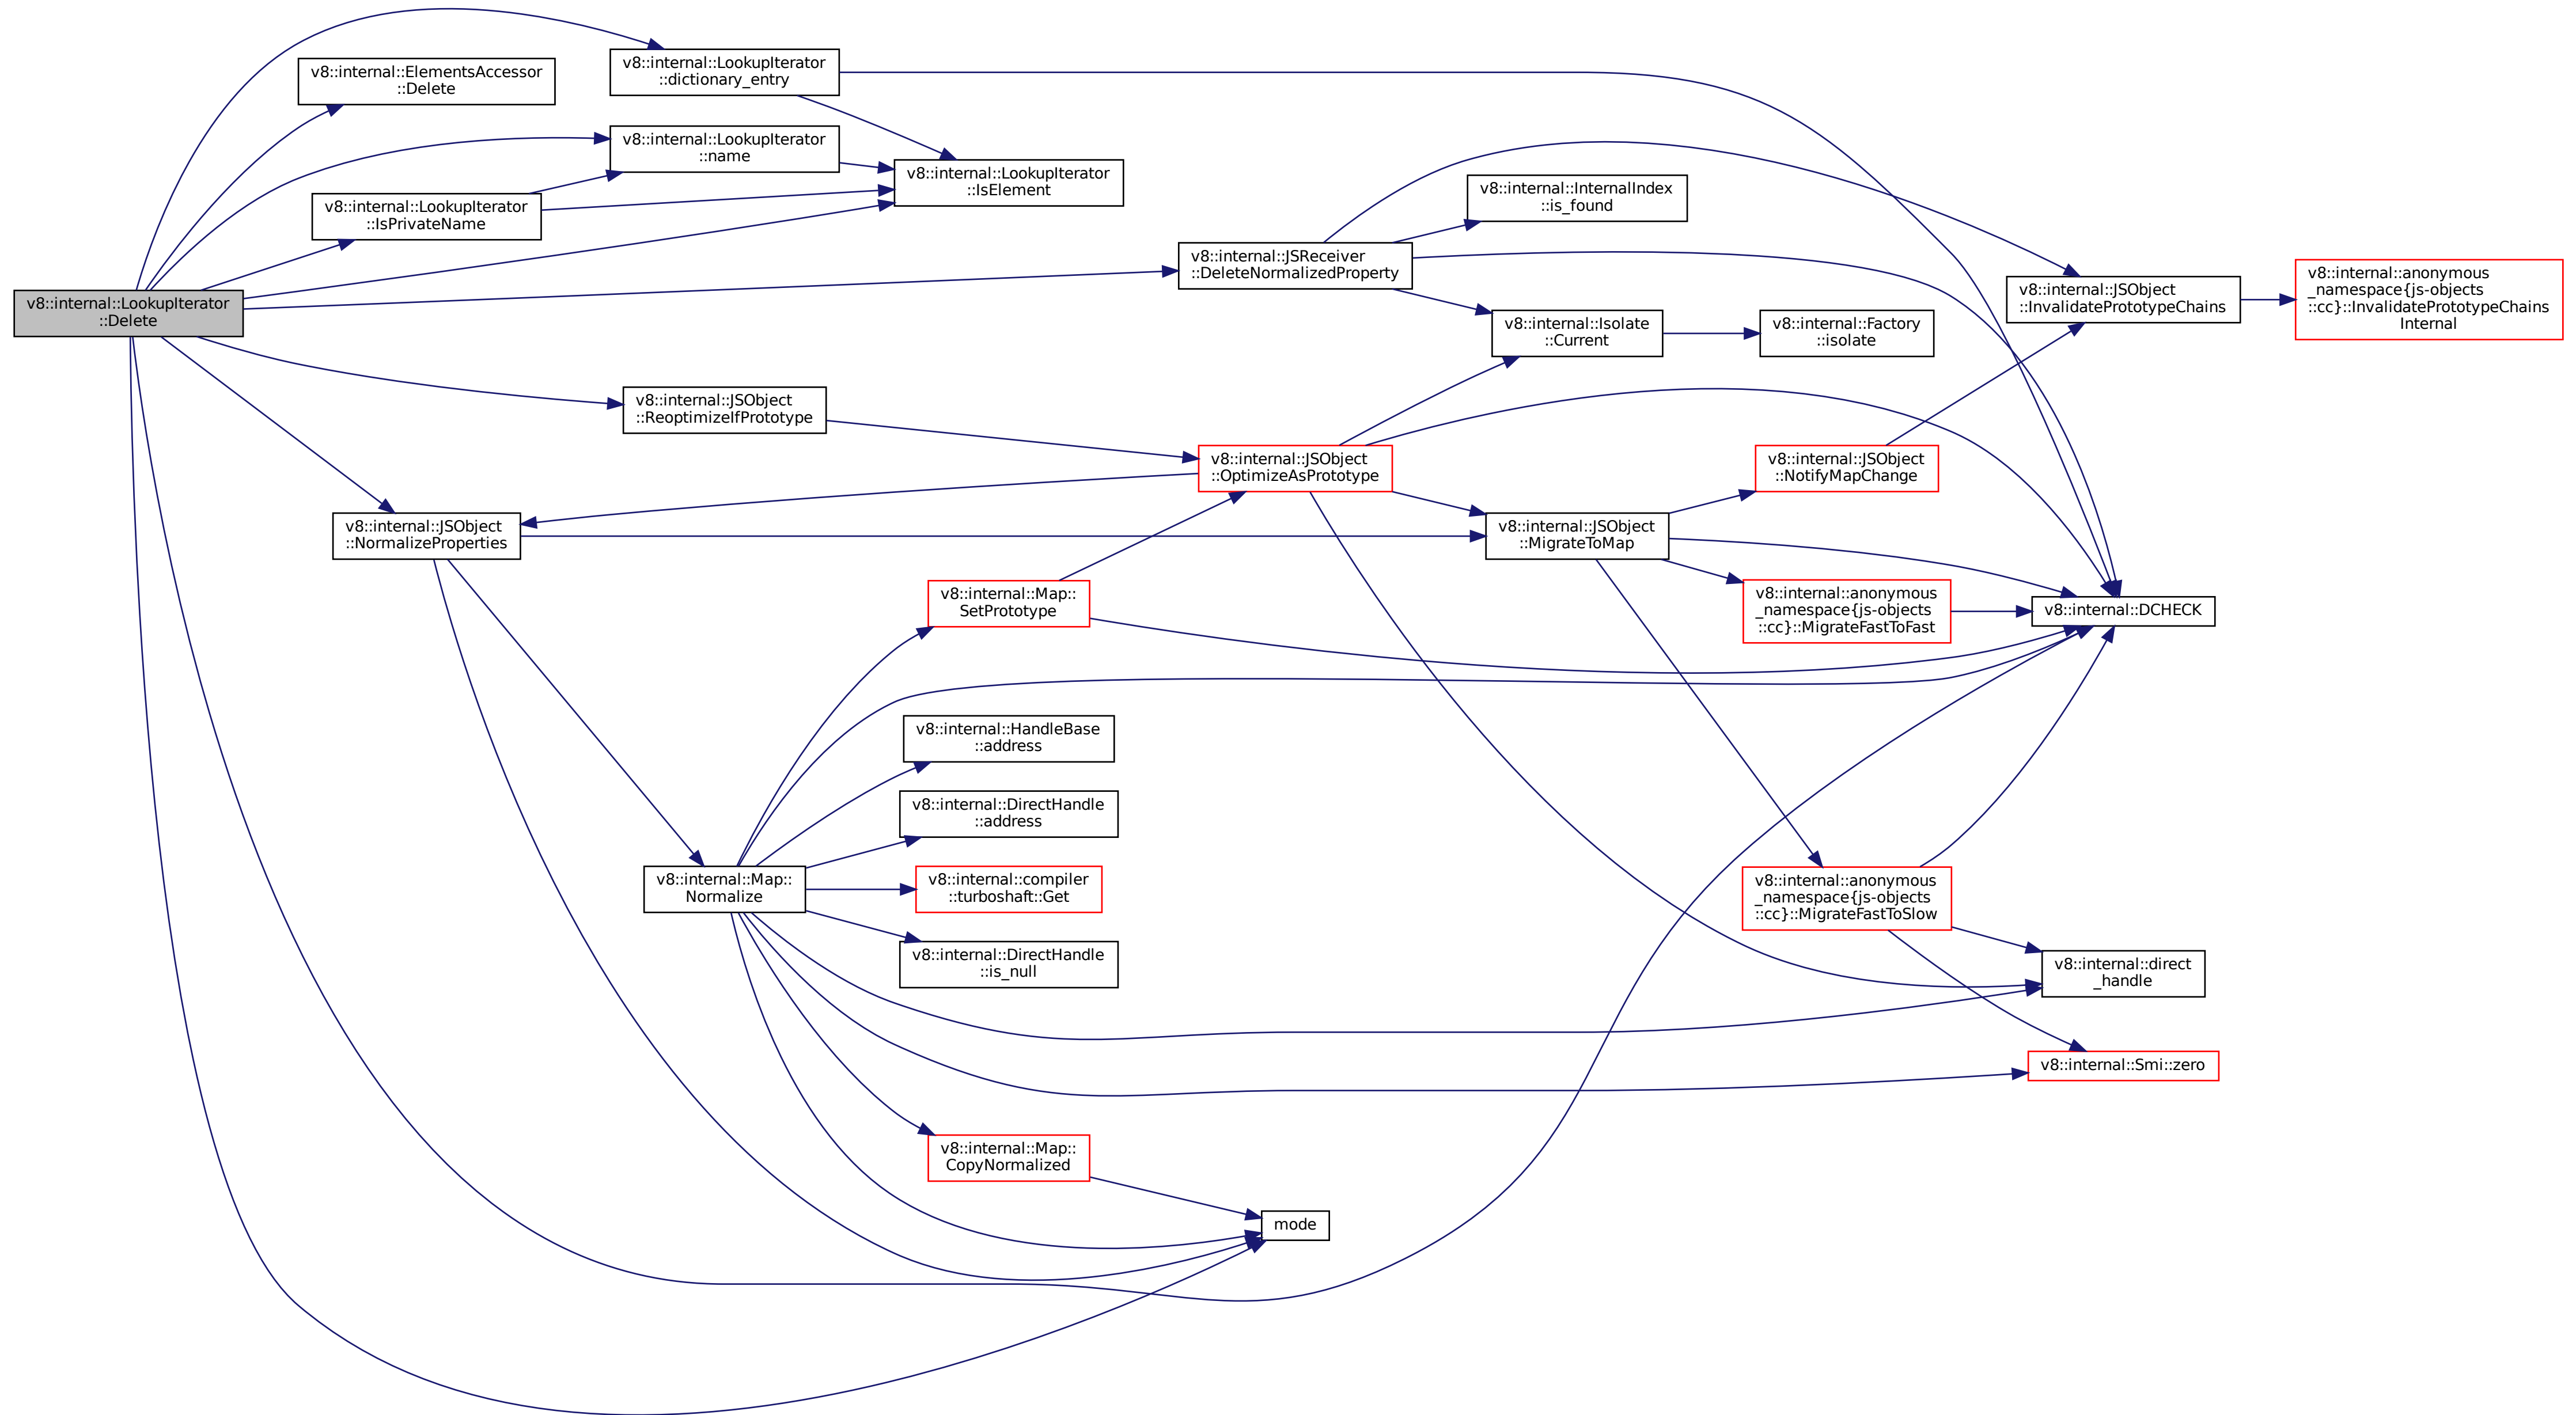 v8::internal::LookupIterator
::Delete
v8::internal::ElementsAccessor
::Delete
v8::internal::LookupIterator
::dictionary_entry
v8::internal::LookupIterator
::name
v8::internal::LookupIterator
::IsPrivateName
v8::internal::LookupIterator
::IsElement
v8::internal::JSReceiver
::DeleteNormalizedProperty
v8::internal::InternalIndex
::is_found
v8::internal::Isolate
::Current
v8::internal::Factory
::isolate
v8::internal::JSObject
::InvalidatePrototypeChains
v8::internal::anonymous
_namespace{js-objects
::cc}::InvalidatePrototypeChains
Internal
v8::internal::JSObject
::ReoptimizeIfPrototype
v8::internal::JSObject
::OptimizeAsPrototype
v8::internal::JSObject
::NotifyMapChange
v8::internal::JSObject
::NormalizeProperties
v8::internal::JSObject
::MigrateToMap
v8::internal::Map::
SetPrototype
v8::internal::anonymous
_namespace{js-objects
::cc}::MigrateFastToFast
v8::internal::DCHECK
v8::internal::HandleBase
::address
v8::internal::DirectHandle
::address
v8::internal::Map::
Normalize
v8::internal::compiler
::turboshaft::Get
v8::internal::DirectHandle
::is_null
v8::internal::anonymous
_namespace{js-objects
::cc}::MigrateFastToSlow
v8::internal::direct
_handle
v8::internal::Smi::zero
v8::internal::Map::
CopyNormalized
mode